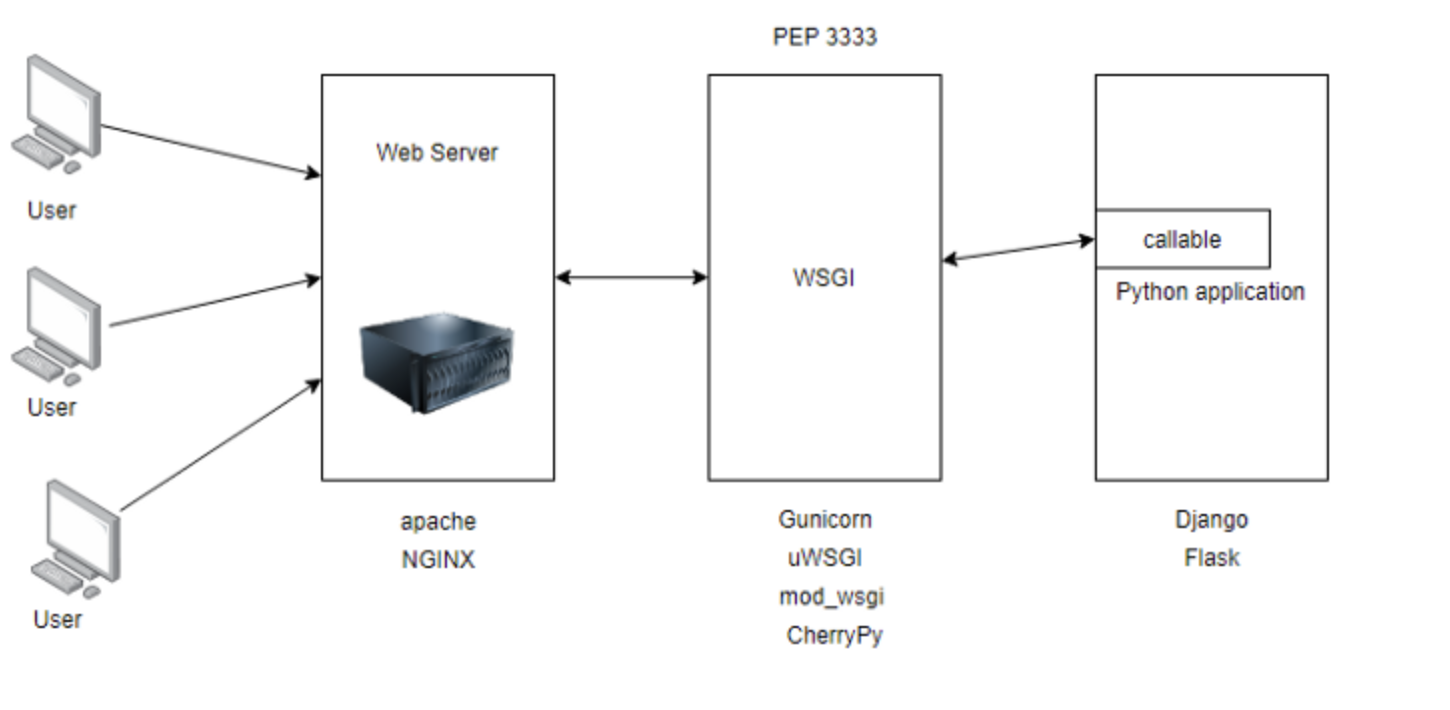 PEP 3333
User
User
User
Web Server
apache
NGINX
WSGI
Gunicorn
uWSGI
mod_wsgi
CherryPy
callable
Python application
Django
Flask